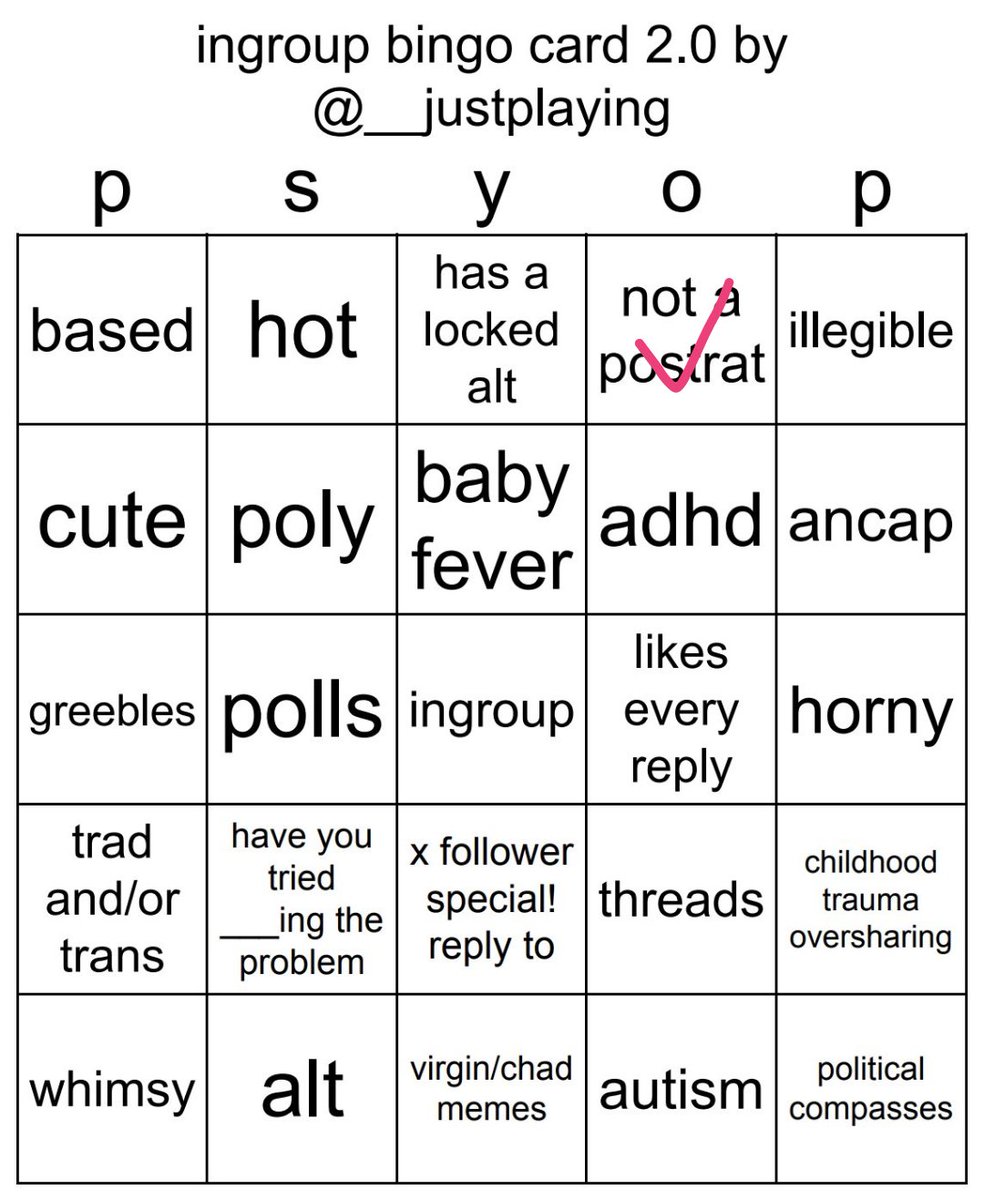 ingroup bingo card 2.0 by
@__justplaying
p s y o p
based
hot
has a
locked
alt
not a
postrat
illegible
cute
poly
baby
fever
adhd
ancap
greebles
polls
ingroup
likes
every
reply
horny
trad
and/or
trans
have you
tried
___ing the
problem
x follower
special!
reply to
threads
childhood
trauma
oversharing
whimsy
alt
virgin/chad
memes
autism
political
compasses